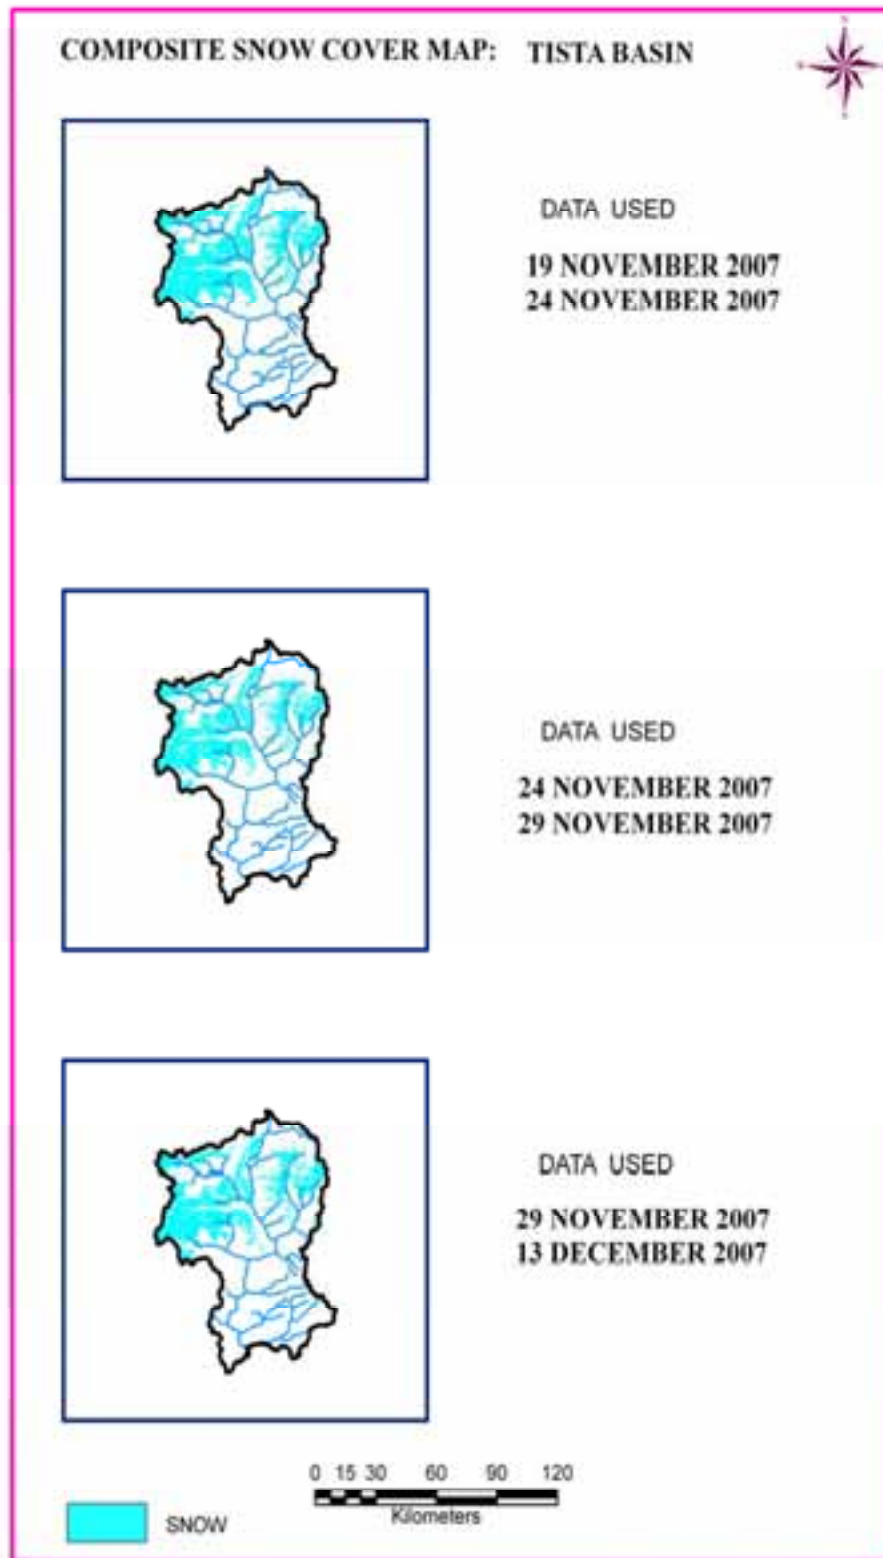 COMPOSITE SNOW COVER MAP: TISTA BASIN
DATA USED
19 NOVEMBER 2007
24 NOVEMBER 2007
DATA USED
24 NOVEMBER 2007
29 NOVEMBER 2007
DATA USED
29 NOVEMBER 2007
13 DECEMBER 2007
0 15 30 60 90 120
Kilometers
SNOW